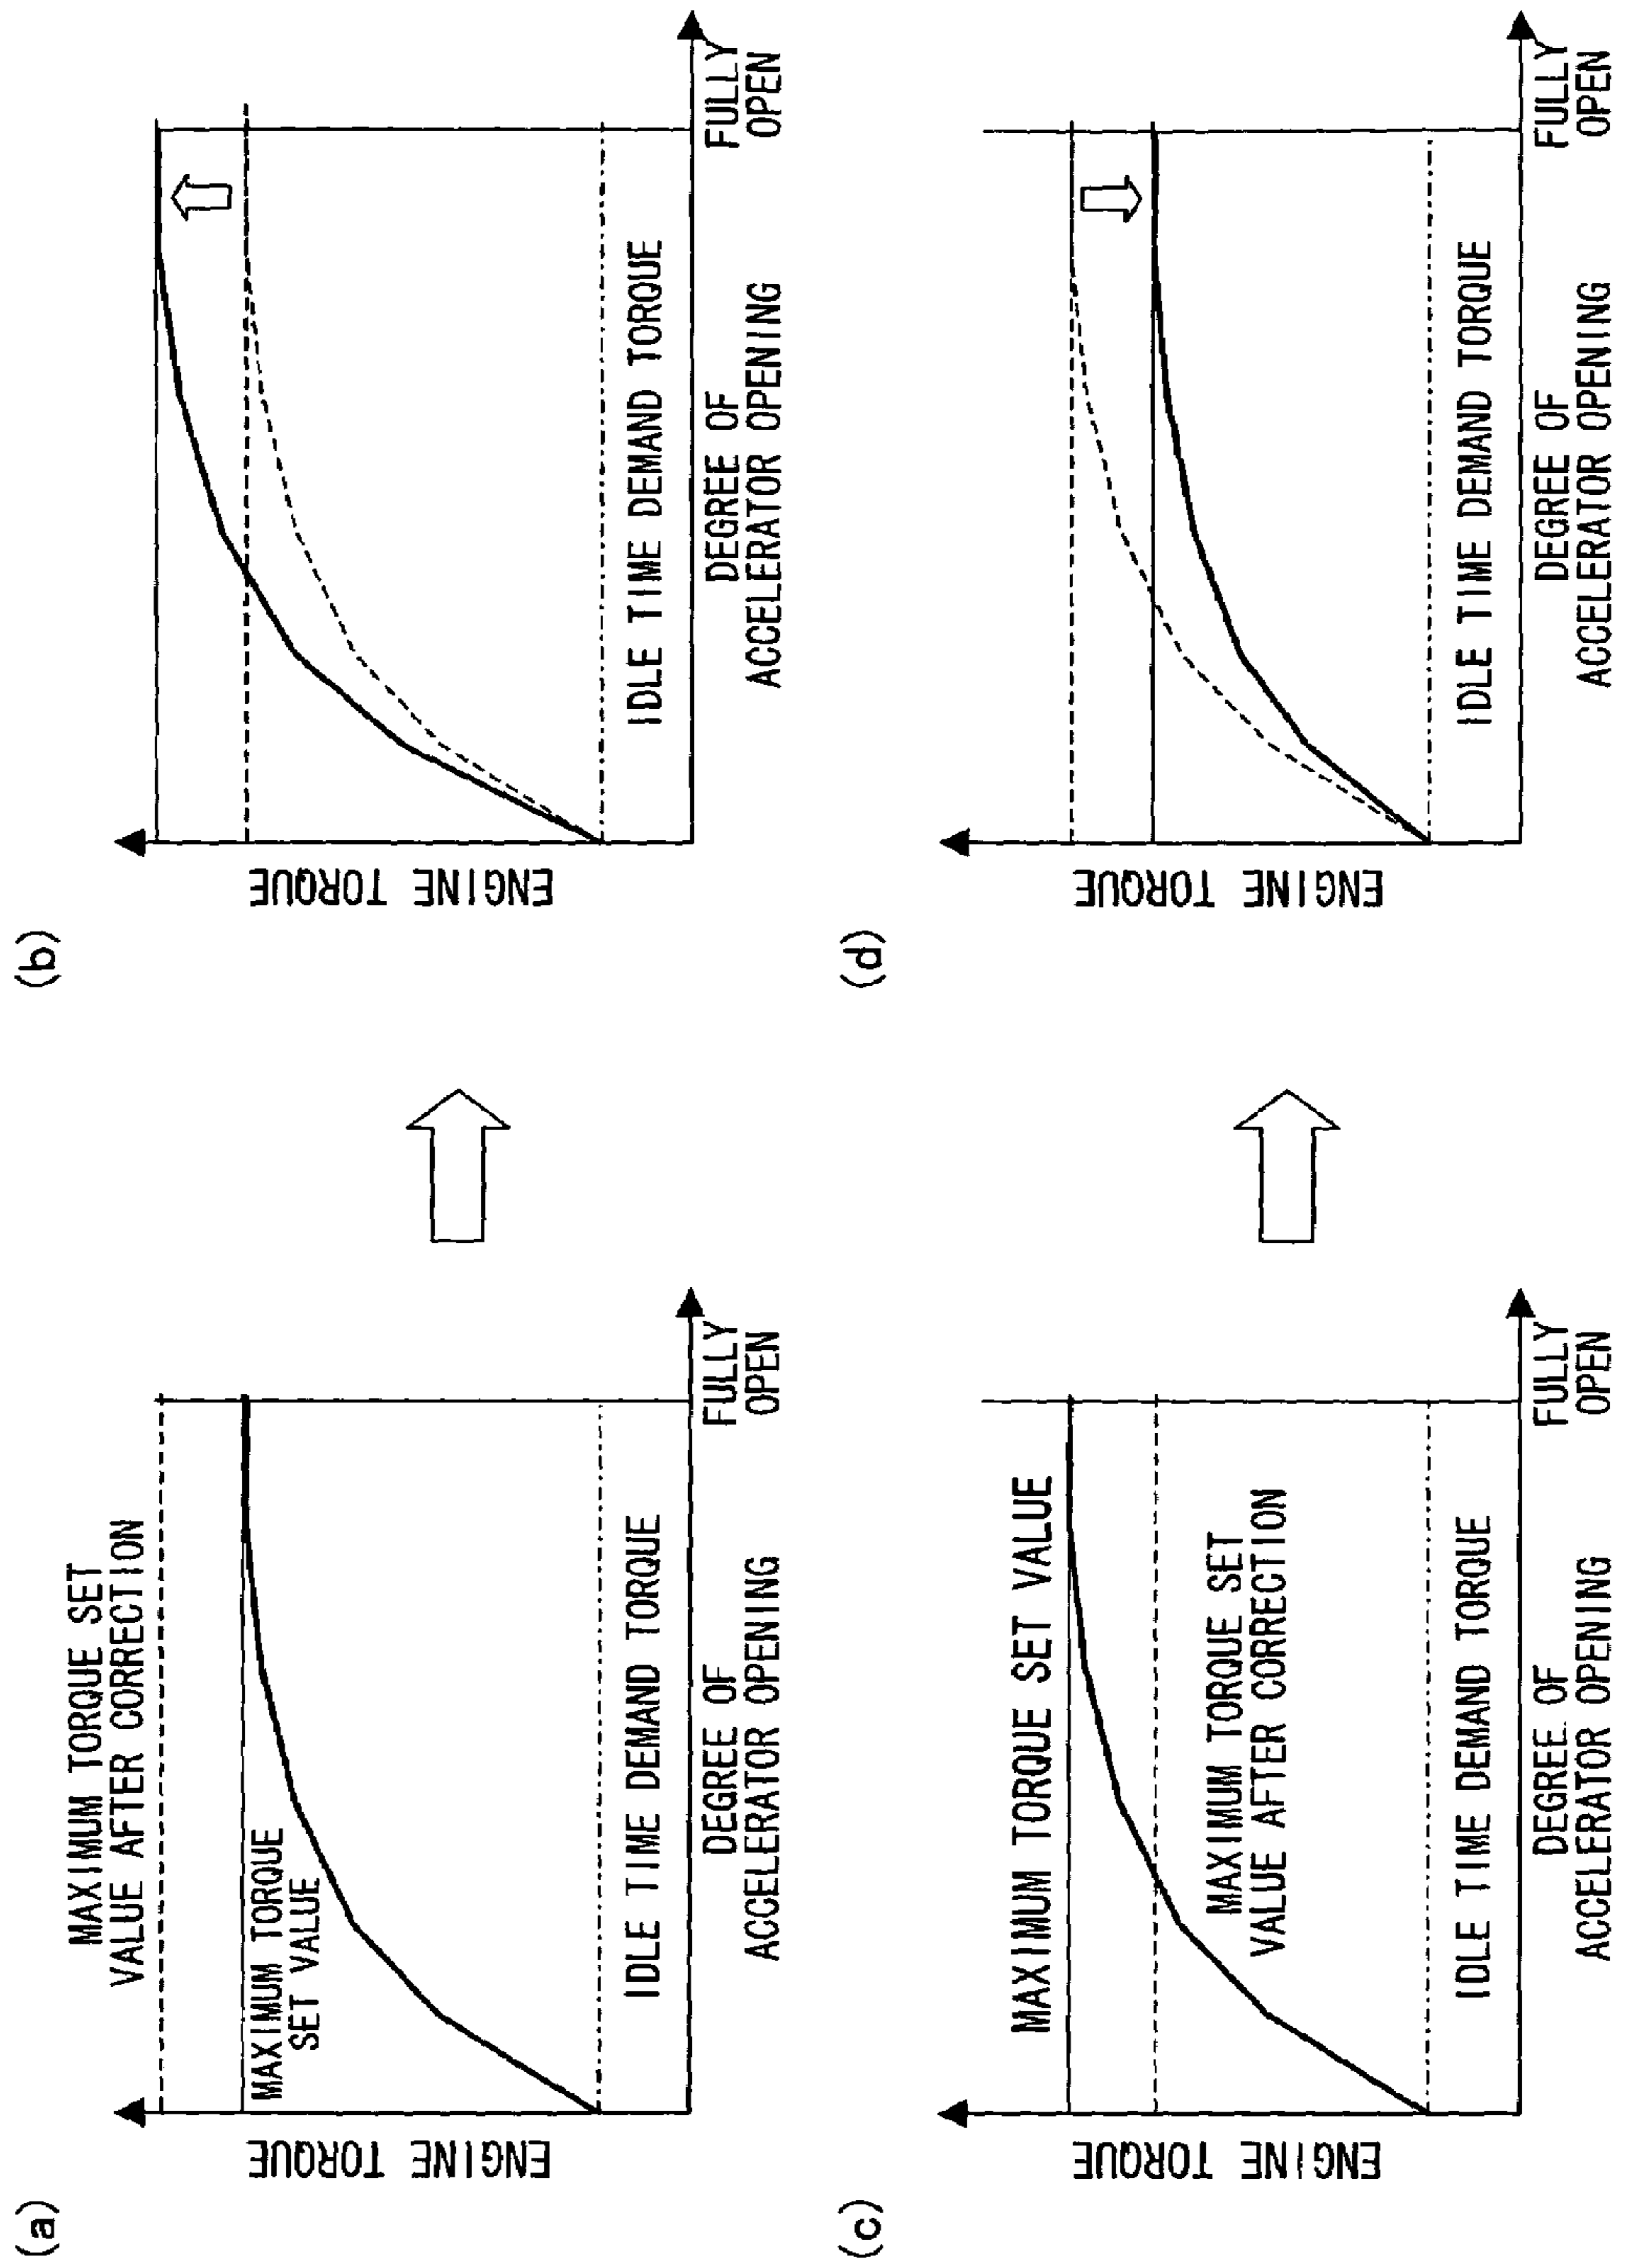 (a)
MAXIMUM TORQUE SET
VALUE AFTER CORRECTION
MAXIMUM TORQUE
SET VALUE
ENGINE TORQUE
IDLE TIME DEMAND TORQUE
DEGREE OF
ACCELERATOR OPENING
FULLY
OPEN
(b)
ENGINE TORQUE
IDLE TIME DEMAND TORQUE
DEGREE OF
ACCELERATOR OPENING
FULLY
OPEN
(c)
MAXIMUM TORQUE SET VALUE
MAXIMUM TORQUE SET
VALUE AFTER CORRECTION
ENGINE TORQUE
IDLE TIME DEMAND TORQUE
DEGREE OF
ACCELERATOR OPENING
FULLY
OPEN
(d)
ENGINE TORQUE
IDLE TIME DEMAND TORQUE
DEGREE OF
ACCELERATOR OPENING
FULLY
OPEN